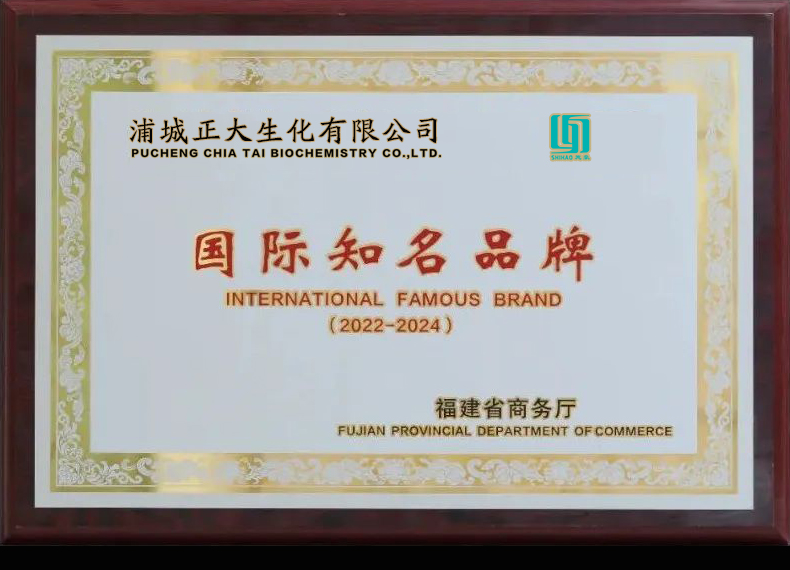 浦城正大生化有限公司
PUCHENG CHIA TAI BIOCHEMISTRY CO.,LTD.
国际知名品牌
INTERNATIONAL FAMOUS BRAND
（2022-2024）
福建省商务厅
FUJIAN PROVINCIAL DEPARTMENT OF COMMERCE